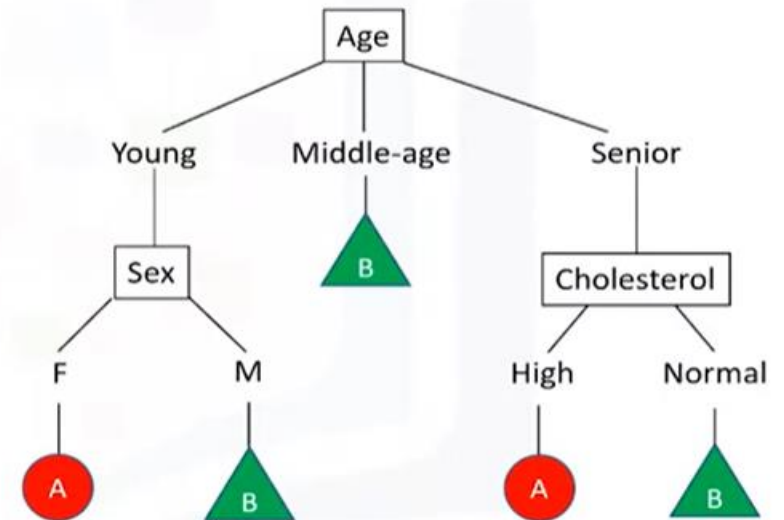 Age
Young Middle-age Senior
B
Sex
Cholesterol
F M High Normal
A B A B